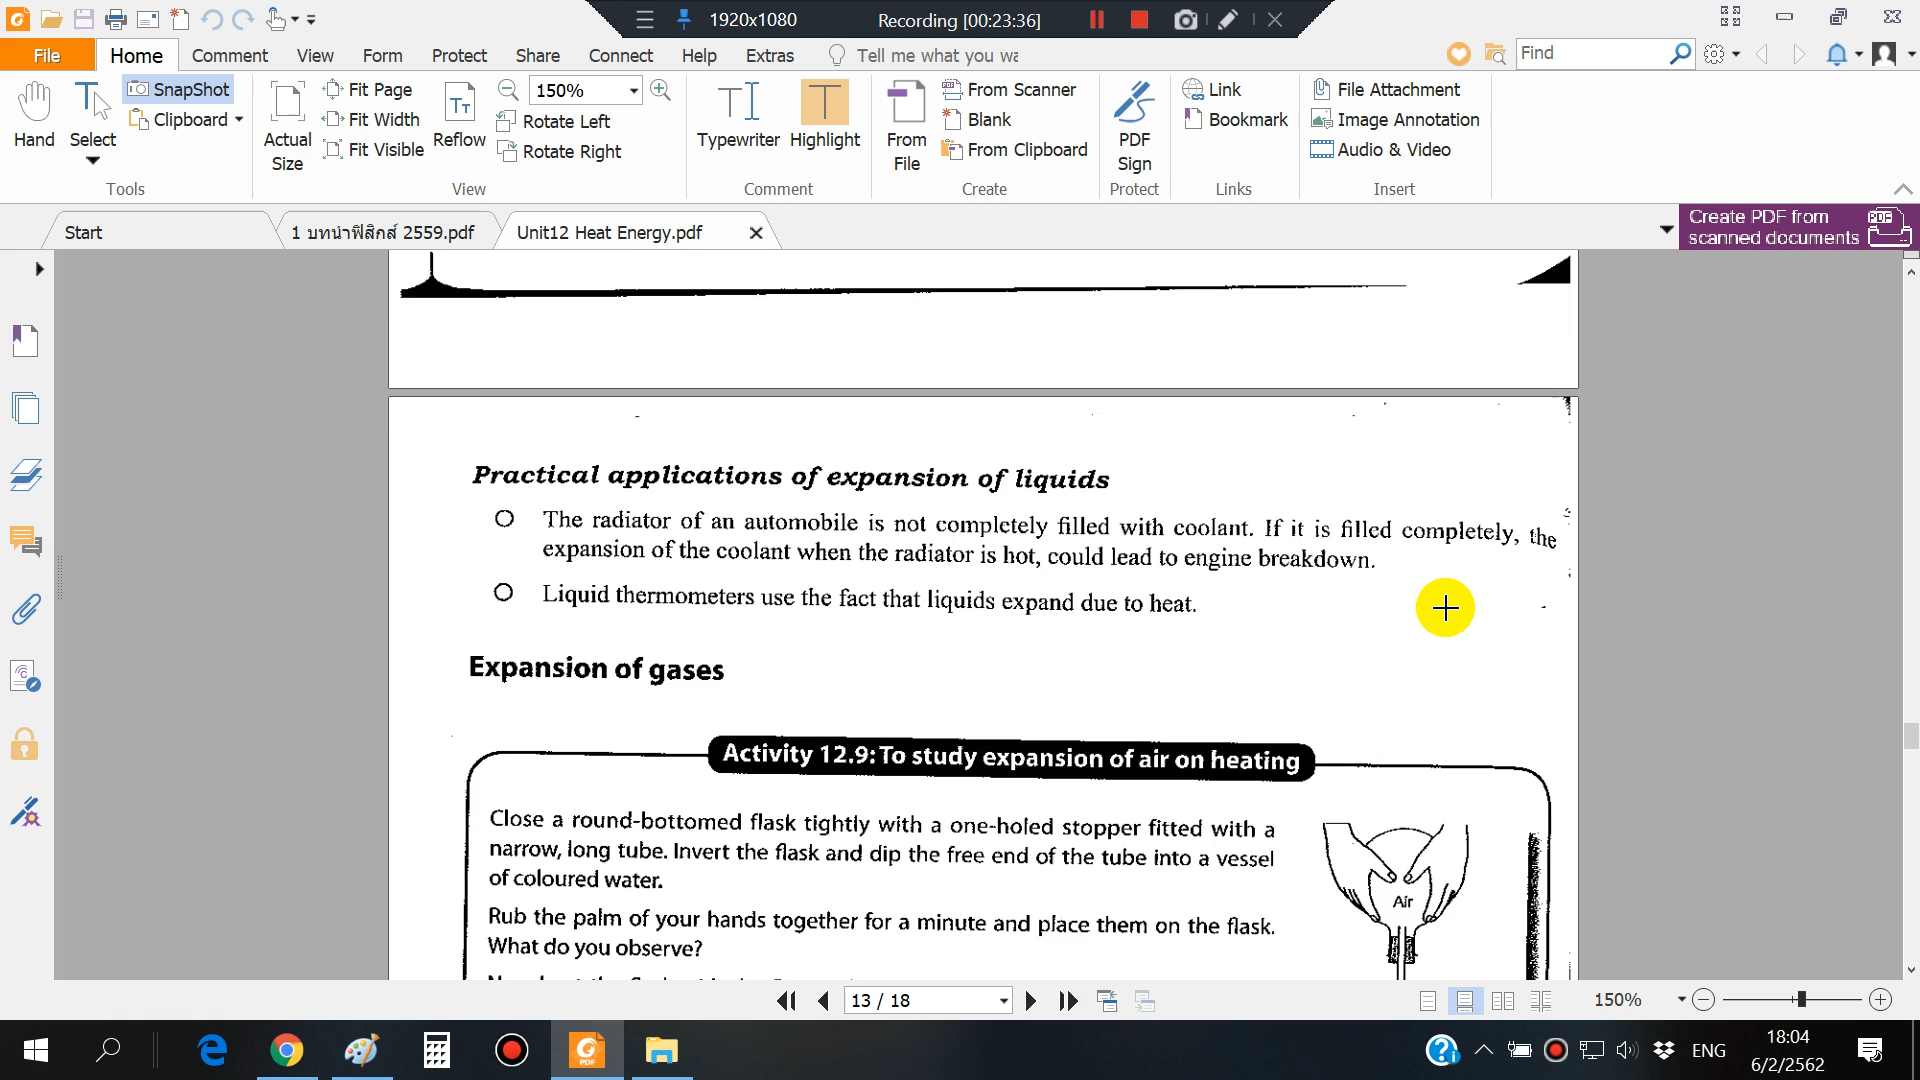 1920x1080
Recording [00:23:36]
File Home Comment View Form Protect Share Connect Help Extras Tell me what you wa
Find
Hand
Select
SnapShot
Clipboard
Tools
Actual Size
Fit Page
Fit Width
Fit Visible
Reflow
150%
Rotate Left
Rotate Right
View
Typewriter
Highlight
Comment
From File
From Scanner
Blank
From Clipboard
Create
PDF Sign
Protect
Link
Bookmark
Links
File Attachment
Image Annotation
Audio & Video
Insert
Start
1 บทนำฟิสิกส์ 2559.pdf
Unit12 Heat Energy.pdf
Create PDF from
scanned documents
PDF
Practical applications of expansion of liquids
The radiator of an automobile is not completely filled with coolant. If it is filled completely, the
expansion of the coolant when the radiator is hot, could lead to engine breakdown.
Liquid thermometers use the fact that liquids expand due to heat.
Expansion of gases
Activity 12.9: To study expansion of air on heating
Close a round-bottomed flask tightly with a one-holed stopper fitted with a
narrow, long tube. Invert the flask and dip the free end of the tube into a vessel
of coloured water.
Rub the palm of your hands together for a minute and place them on the flask.
What do you observe?
Air
13 / 18
150%
PDF
ENG
18:04
6/2/2562